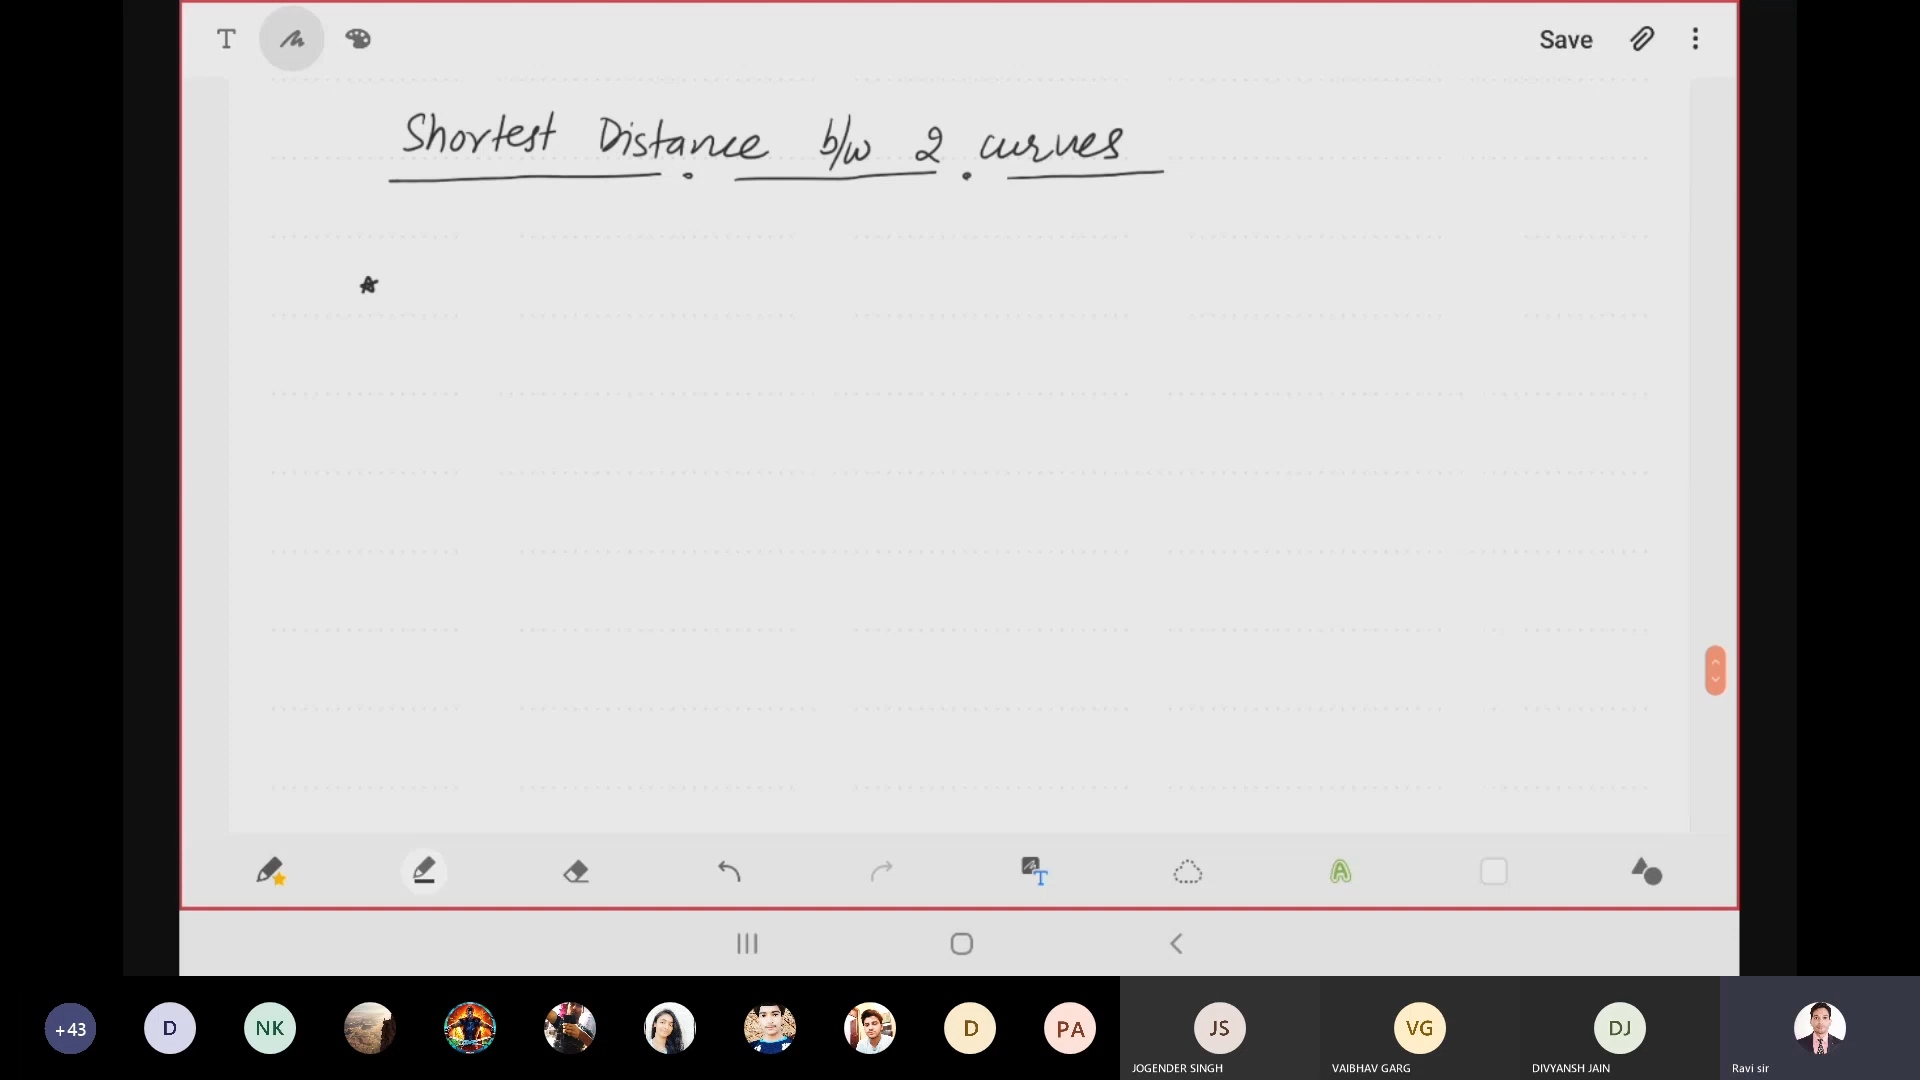 T Save
Shortest Distance b/w 2 curves
T A
+43 D NK D PA JS VG DJ
JOGENDER SINGH VAIBHAV GARG DIVYANSH JAIN Ravi sir